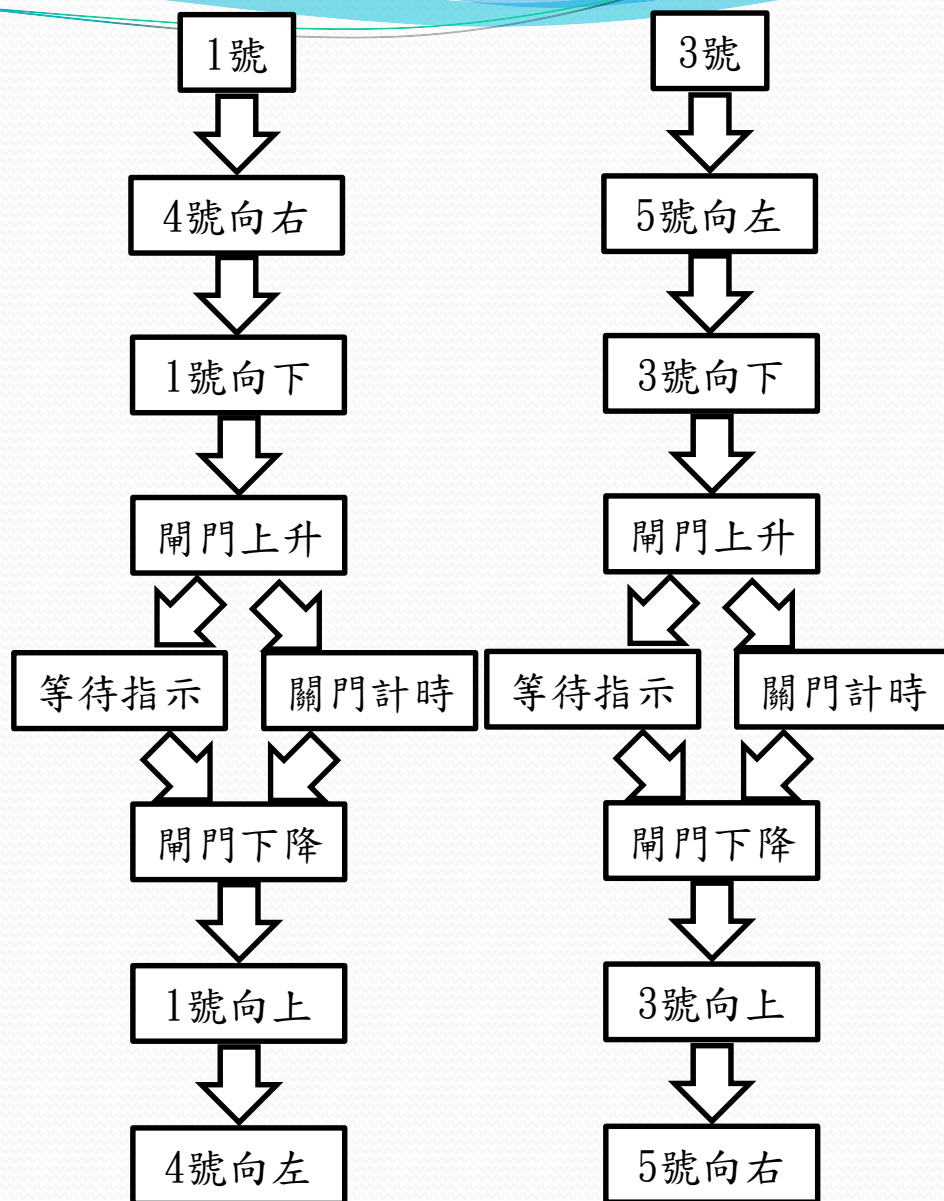 1號
4號向右
1號向下
閘門上升
等待指示
關門計時
閘門下降
1號向上
4號向左
3號
5號向左
3號向下
閘門上升
等待指示
關門計時
閘門下降
3號向上
5號向右